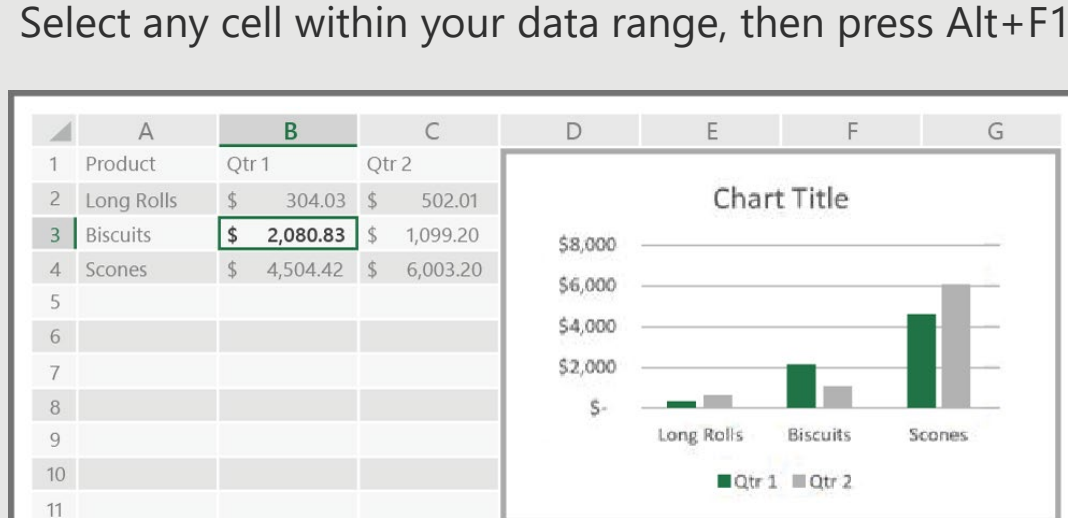 Select any cell within your data range, then press Alt+F1
A B C D E F G
1 Product Qtr 1 Qtr 2
2 Long Rolls $ 304.03 $ 502.01
3 Biscuits $ 2,080.83 $ 1,099.20
4 Scones $ 4,504.42 $ 6,003.20
5
6
7
8
9
10
11
Chart Title
$8,000
$6,000
$4,000
$2,000
$-
Long Rolls Biscuits Scones
Qtr 1 Qtr 2